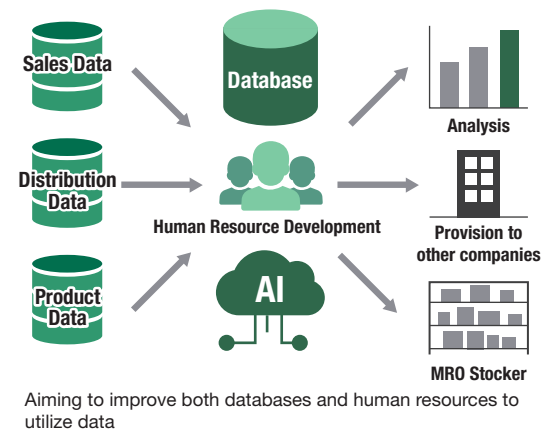 Sales Data
Distribution
Data
Product
Data
Database
Human Resource Development
AI
Analysis
Provision to
other companies
MRO Stocker
Aiming to improve both databases and human resources to
utilize data